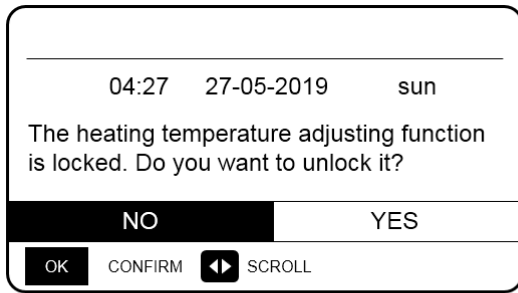 04:27 27-05-2019 sun
The heating temperature adjusting function
is locked. Do you want to unlock it?
NO YES
OK CONFIRM SCROLL